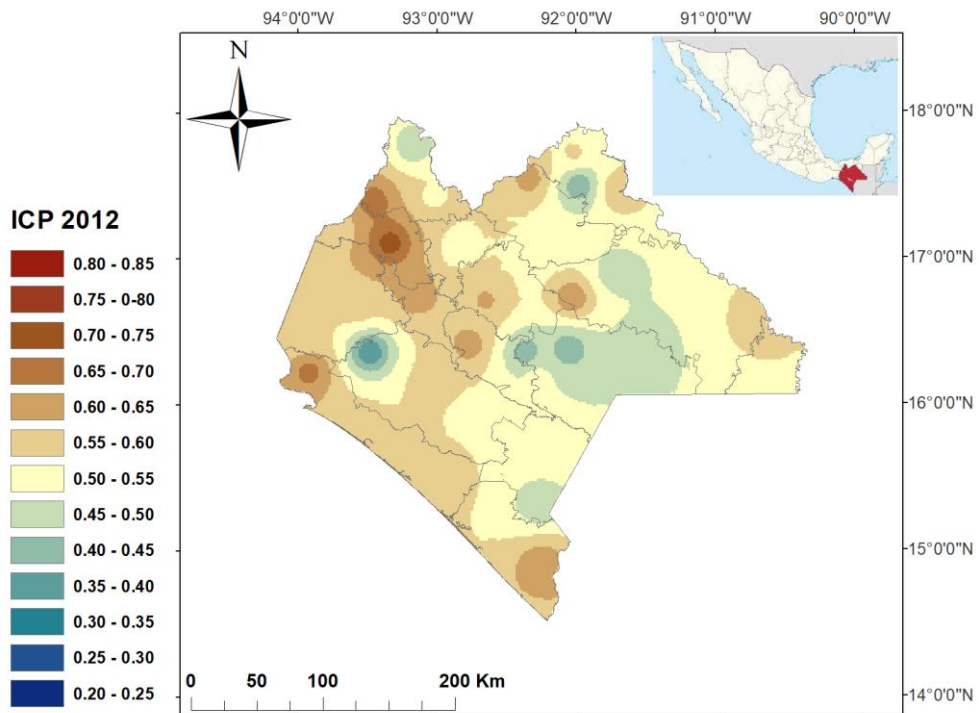 94°0'0"W 93°0'0"W 92°0'0"W 91°0'0"W 90°0'0"W
N
18°0'0"N
ICP 2012
0.80 - 0.85
0.75 - 0-80
0.70 - 0.75
0.65 - 0.70
0.60 - 0.65
0.55 - 0.60
0.50 - 0.55
0.45 - 0.50
0.40 - 0.45
0.35 - 0.40
0.30 - 0.35
0.25 - 0.30
0.20 - 0.25
17°0'0"N
16°0'0"N
15°0'0"N
14°0'0"N
0 50 100 200 Km